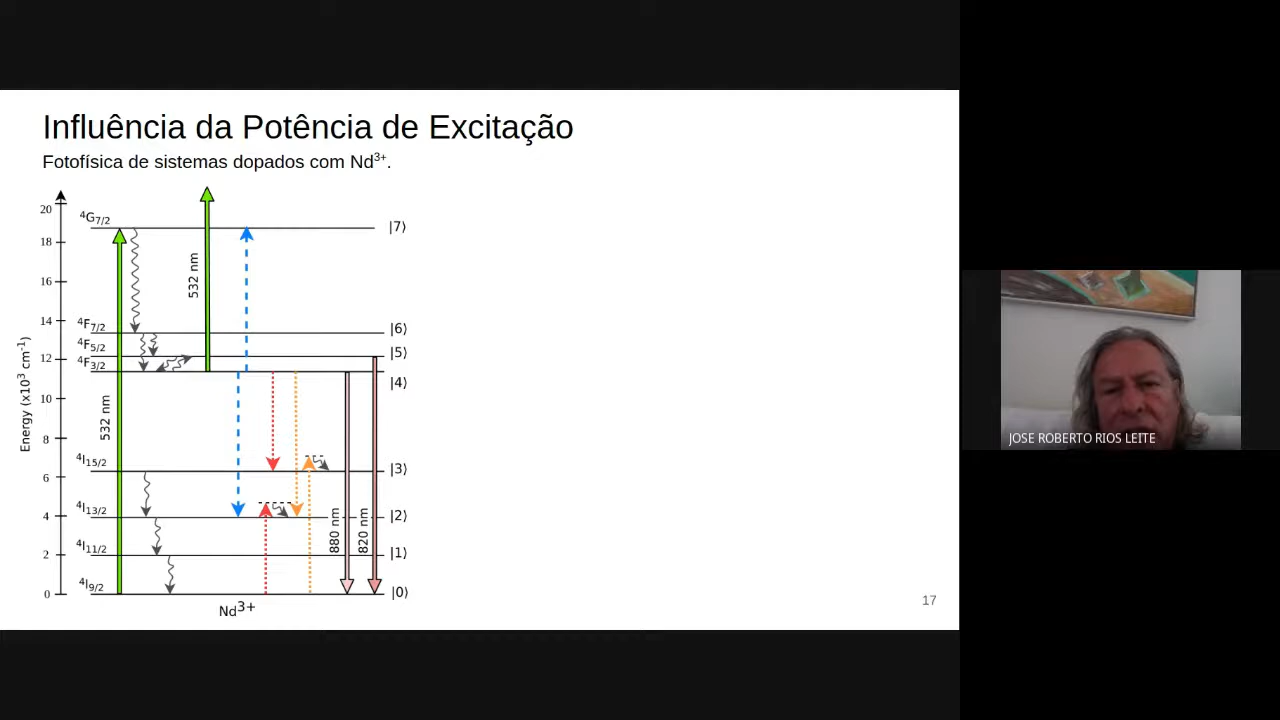 Influência da Potência de Excitação
Fotofísica de sistemas dopados com Nd³⁺.
Energy (x10³ cm⁻¹)
20
18
16
14
12
10
8
6
4
2
0
⁴G₇/₂
⁴F₇/₂
⁴F₅/₂
⁴F₃/₂
⁴I₁₅/₂
⁴I₁₃/₂
⁴I₁₁/₂
⁴I₉/₂
532 nm
532 nm
880 nm
820 nm
|7⟩
|6⟩
|5⟩
|4⟩
|3⟩
|2⟩
|1⟩
|0⟩
Nd³⁺
17
JOSE ROBERTO RIOS LEITE